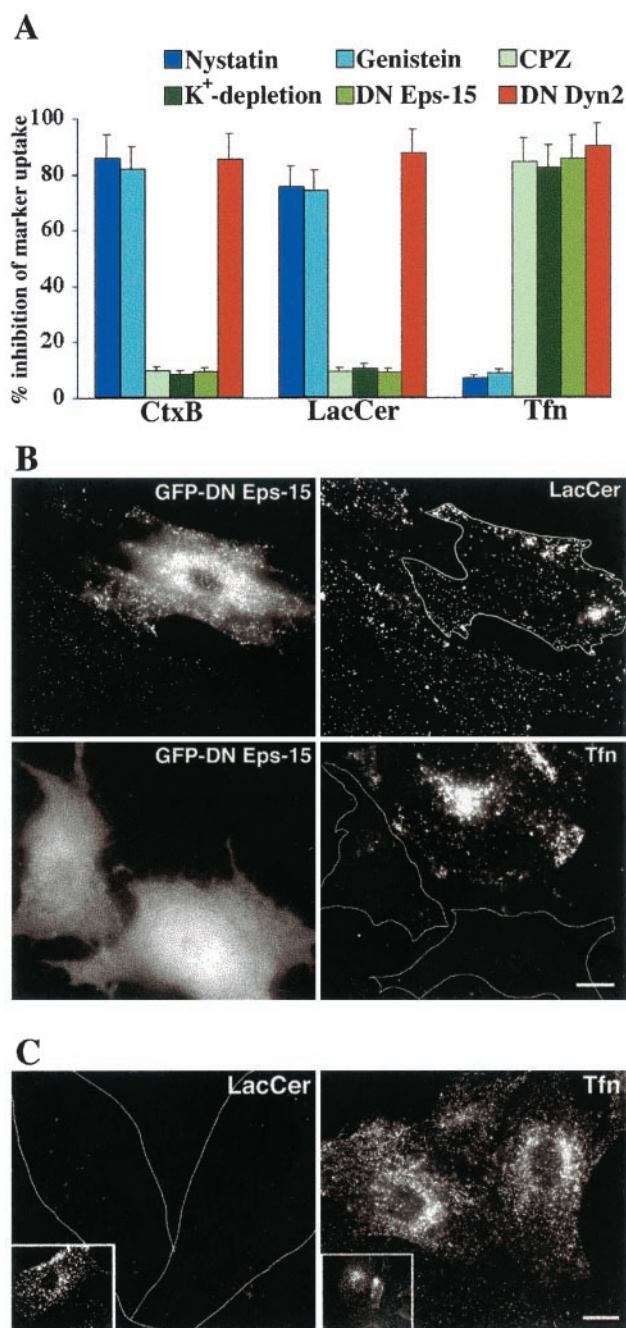 A
Nystatin Genistein CPZ
K+-depletion DN Eps-15 DN Dyn2
% inhibition of marker uptake
100
80
60
40
20
0
CtxB LacCer Tfn
B
GFP-DN Eps-15 LacCer
GFP-DN Eps-15 Tfn
C
LacCer Tfn